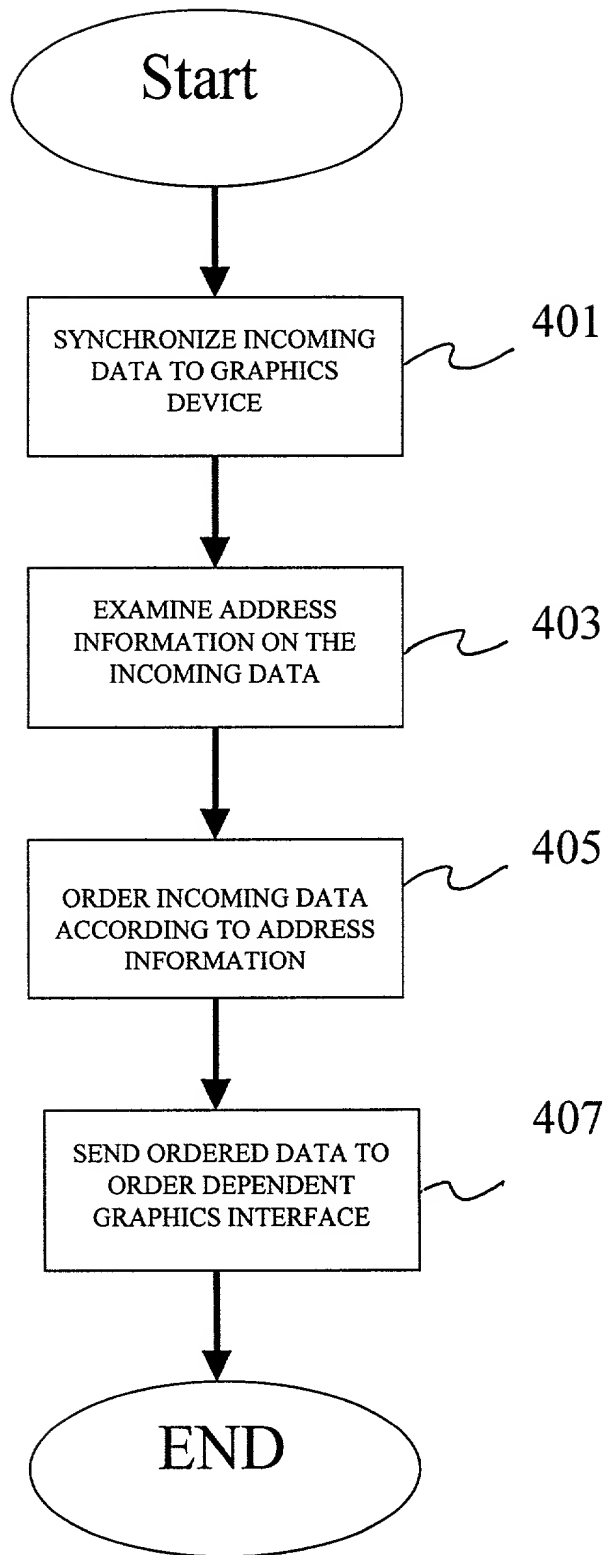 Start
SYNCHRONIZE INCOMING
DATA TO GRAPHICS
DEVICE
401
EXAMINE ADDRESS
INFORMATION ON THE
INCOMING DATA
403
ORDER INCOMING DATA
ACCORDING TO ADDRESS
INFORMATION
405
SEND ORDERED DATA TO
ORDER DEPENDENT
GRAPHICS INTERFACE
407
END